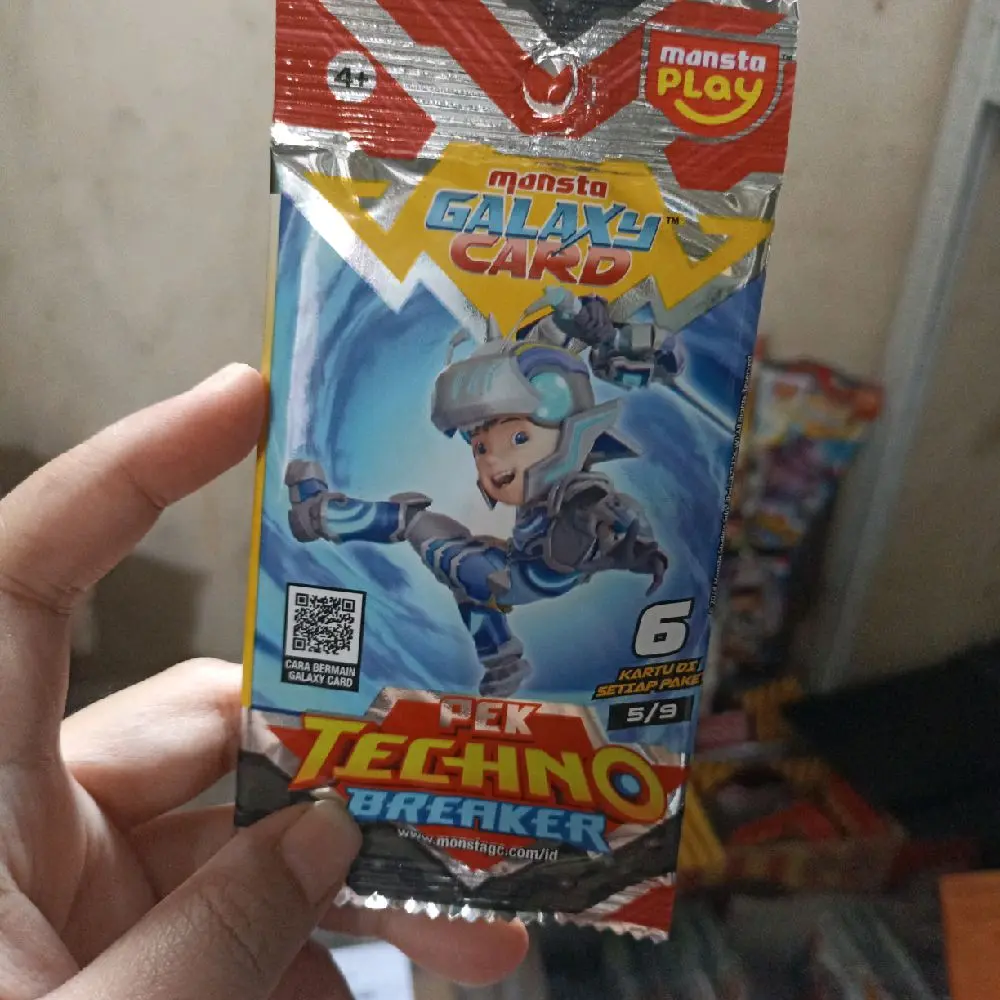 4+
monsta
PLAY
monsta
GALAXY
CARD
TM
6
KARTU DI
SETIAP PAKE
5/9
CARA BERMAIN
GALAXY CARD
PEK
TECHNO
BREAKER
www.monstagc.com/id